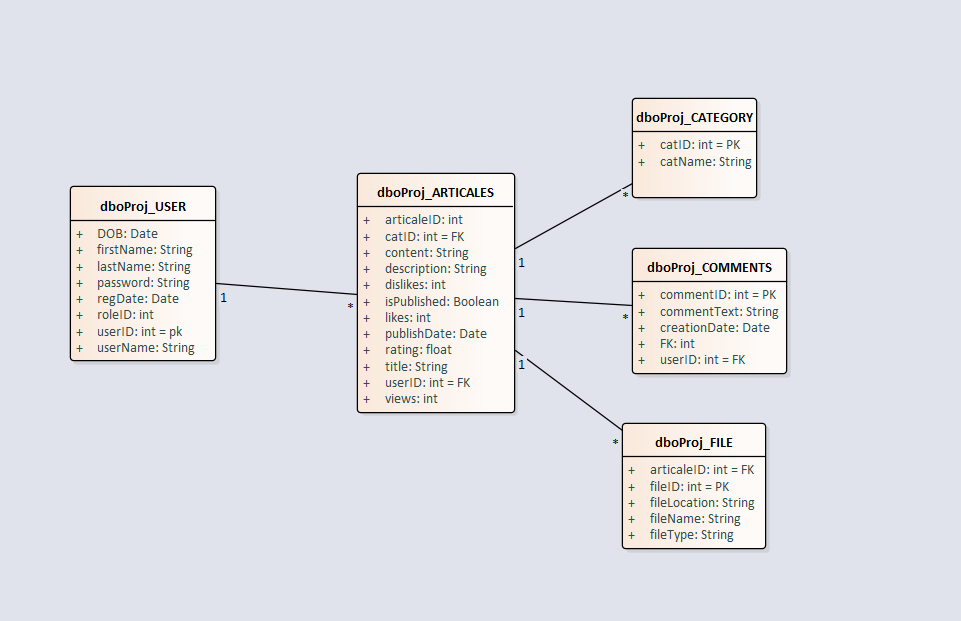 dboProj_USER
+ DOB: Date
+ firstName: String
+ lastName: String
+ password: String
+ regDate: Date
+ roleID: int
+ userID: int = pk
+ userName: String
1
*
dboProj_ARTICALES
+ articaleID: int
+ catID: int = FK
+ content: String
+ description: String
+ dislikes: int
+ isPublished: Boolean
+ likes: int
+ publishDate: Date
+ rating: float
+ title: String
+ userID: int = FK
+ views: int
1
*
dboProj_CATEGORY
+ catID: int = PK
+ catName: String
1
*
dboProj_COMMENTS
+ commentID: int = PK
+ commentText: String
+ creationDate: Date
+ FK: int
+ userID: int = FK
1
*
dboProj_FILE
+ articaleID: int = FK
+ fileID: int = PK
+ fileLocation: String
+ fileName: String
+ fileType: String